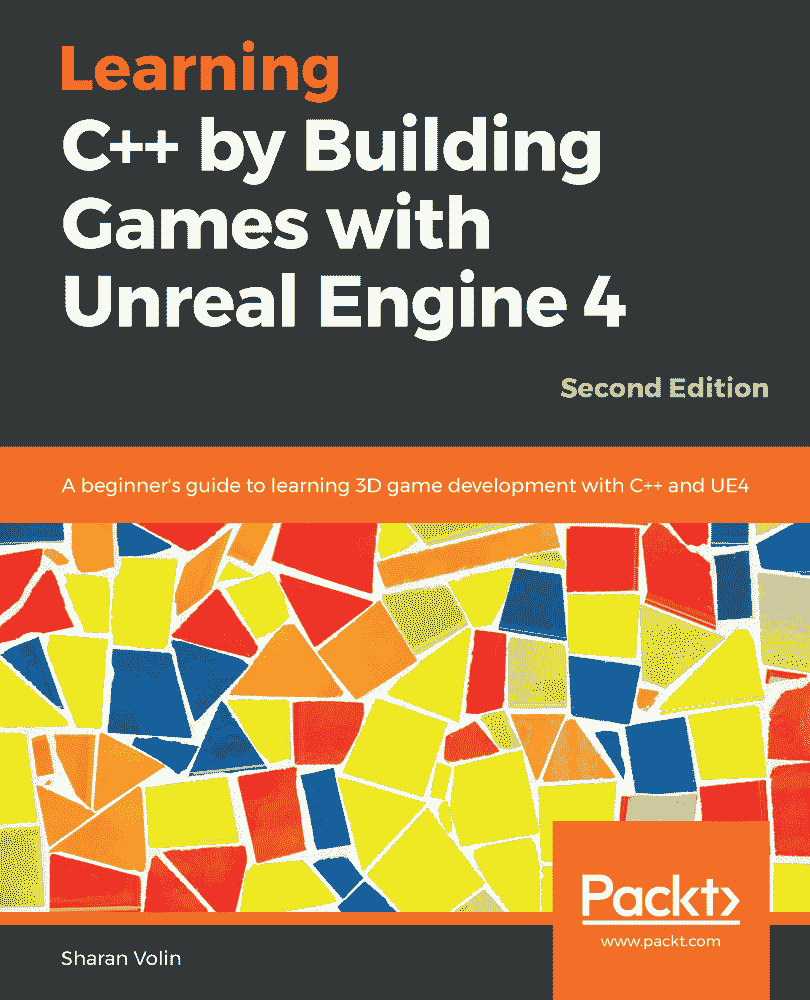 Learning
C++ by Building
Games with
Unreal Engine 4
Second Edition
A beginner's guide to learning 3D game development with C++ and UE4
Packt>
www.packt.com
Sharan Volin